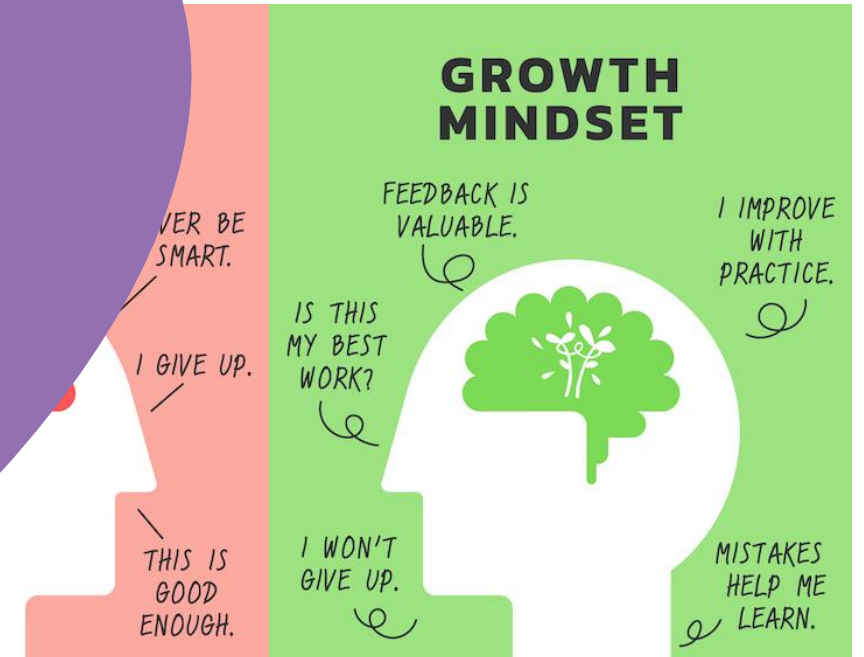 SMART.
BE
I GIVE UP.
THIS IS
GOOD
ENOUGH.
GROWTH
MINDSET
FEEDBACK IS
VALUABLE.
I IMPROVE
WITH
PRACTICE.
IS THIS
MY BEST
WORK?
I WON'T
GIVE UP.
MISTAKES
HELP ME
LEARN.